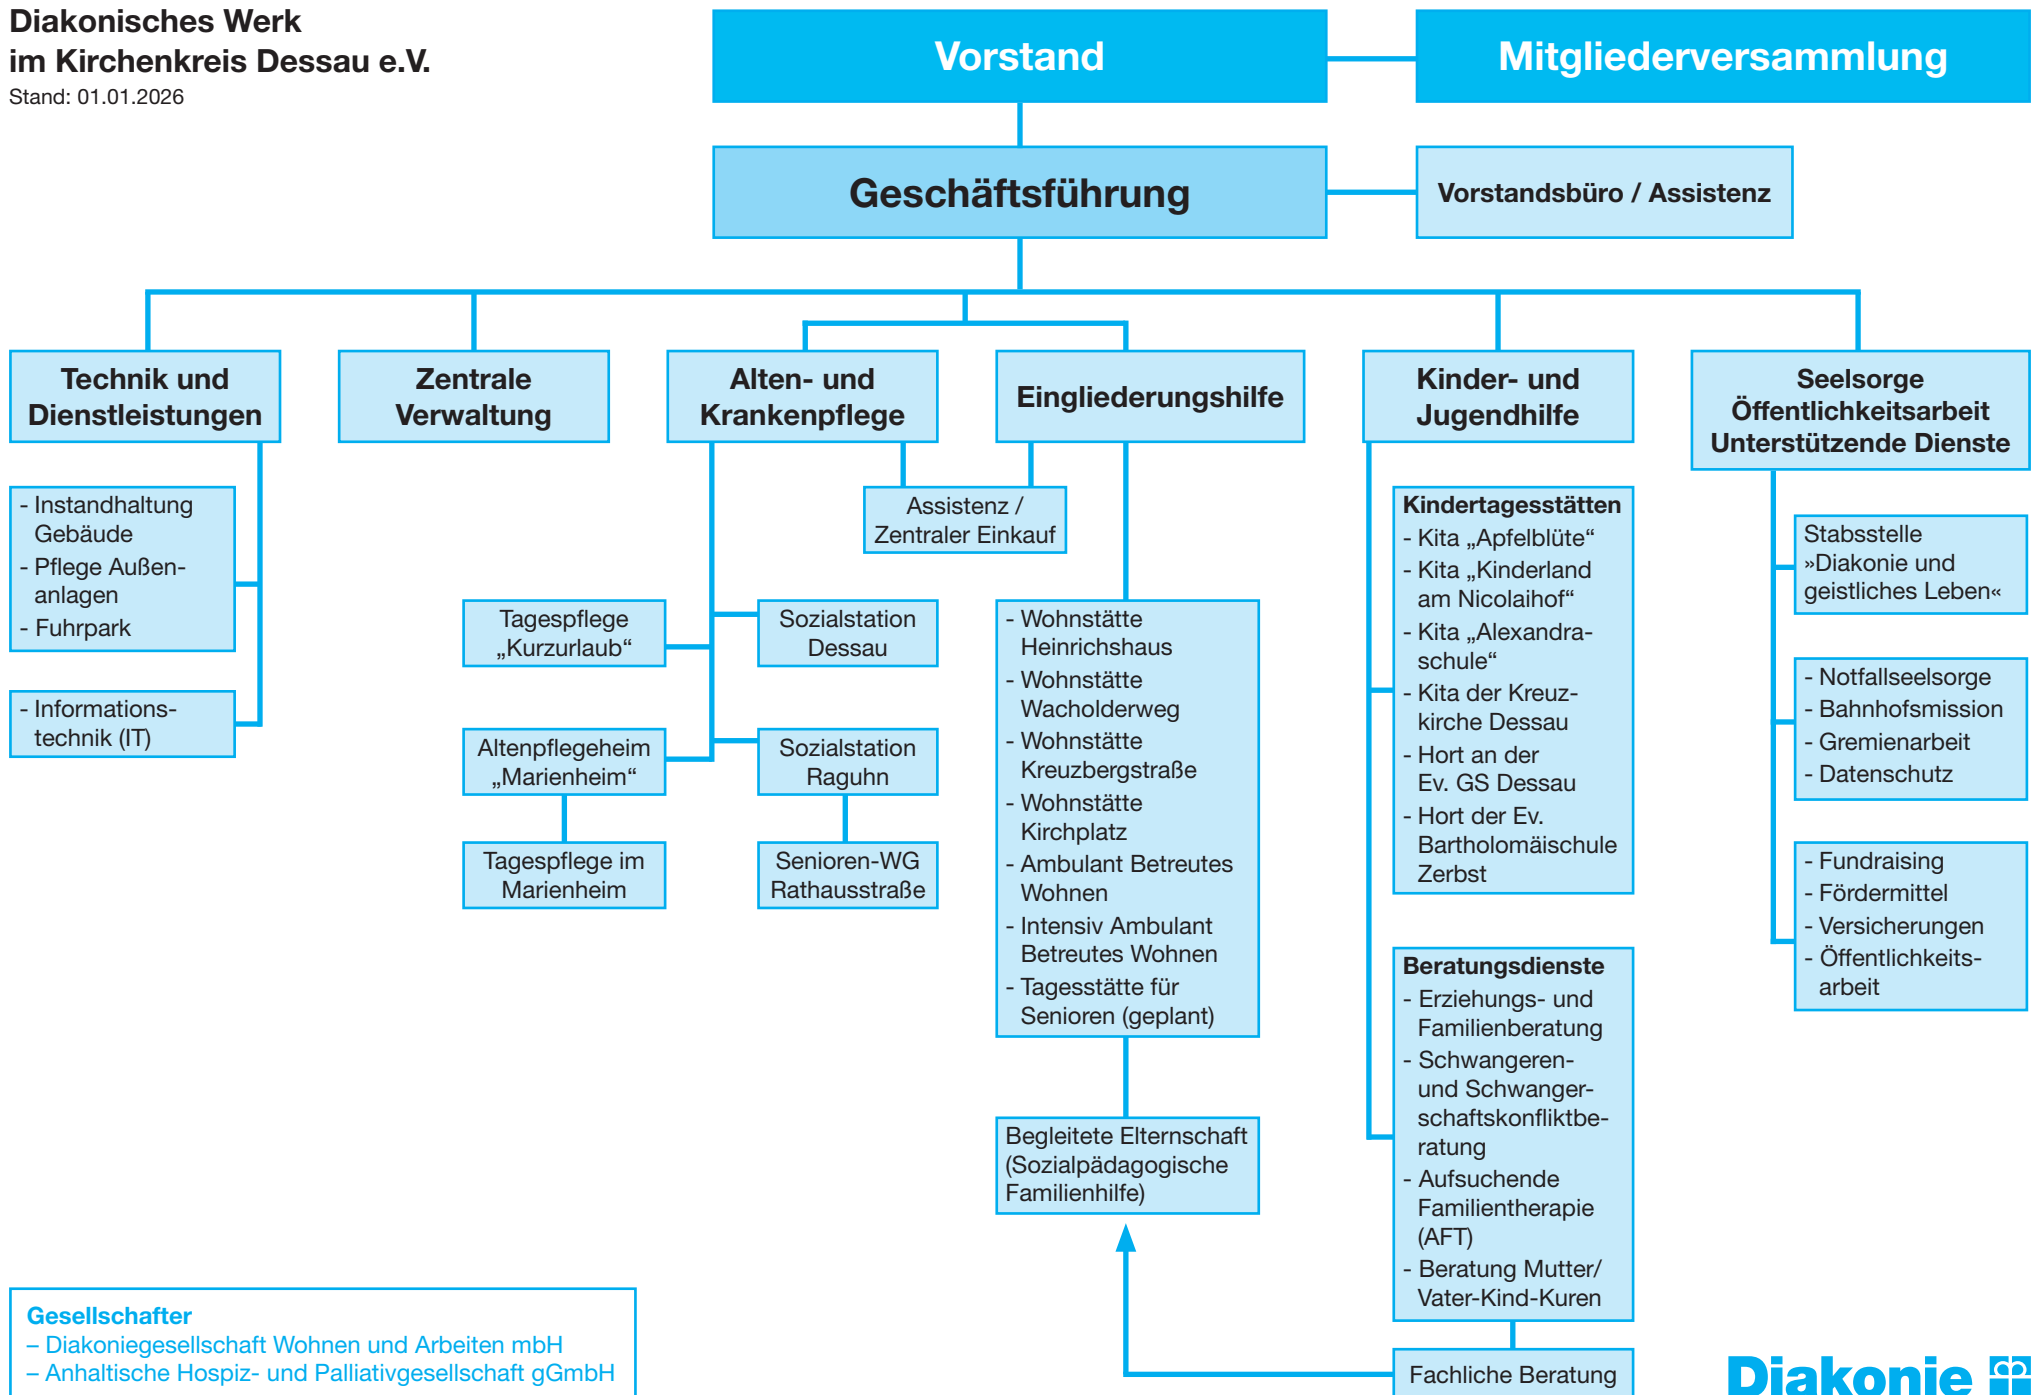 Diakonisches Werk
im Kirchenkreis Dessau e.V.
Stand: 01.01.2026
Vorstand
Mitgliederversammlung
Geschäftsführung
Vorstandsbüro / Assistenz
Technik und
Dienstleistungen
- Instandhaltung
Gebäude
- Pflege Außen-
anlagen
- Fuhrpark
- Informations-
technik (IT)
Zentrale
Verwaltung
Alten- und
Krankenpflege
Assistenz /
Zentraler Einkauf
Tagespflege
„Kurzurlaub“
Sozialstation
Dessau
Altenpflegeheim
„Marienheim“
Sozialstation
Raguhn
Tagespflege im
Marienheim
Senioren-WG
Rathausstraße
Eingliederungshilfe
- Wohnstätte
Heinrichshaus
- Wohnstätte
Wacholderweg
- Wohnstätte
Kreuzbergstraße
- Wohnstätte
Kirchplatz
- Ambulant Betreutes
Wohnen
- Intensiv Ambulant
Betreutes Wohnen
- Tagesstätte für
Senioren (geplant)
Begleitete Elternschaft
(Sozialpädagogische
Familienhilfe)
Kinder- und
Jugendhilfe
Kindertagesstätten
- Kita „Apfelblüte“
- Kita „Kinderland
am Nicolaihof“
- Kita „Alexandra-
schule“
- Kita der Kreuz-
kirche Dessau
- Hort an der
Ev. GS Dessau
- Hort der Ev.
Bartholomäischule
Zerbst
Beratungsdienste
- Erziehungs- und
Familienberatung
- Schwangeren-
und Schwanger-
schaftskonfliktbe-
ratung
- Aufsuchende
Familientherapie
(AFT)
- Beratung Mutter/
Vater-Kind-Kuren
Fachliche Beratung
Seelsorge
Öffentlichkeitsarbeit
Unterstützende Dienste
Stabsstelle
»Diakonie und
geistliches Leben«
- Notfallseelsorge
- Bahnhofsmission
- Gremienarbeit
- Datenschutz
- Fundraising
- Fördermittel
- Versicherungen
- Öffentlichkeits-
arbeit
Gesellschafter
– Diakoniegesellschaft Wohnen und Arbeiten mbH
– Anhaltische Hospiz- und Palliativgesellschaft gGmbH
Diakonie